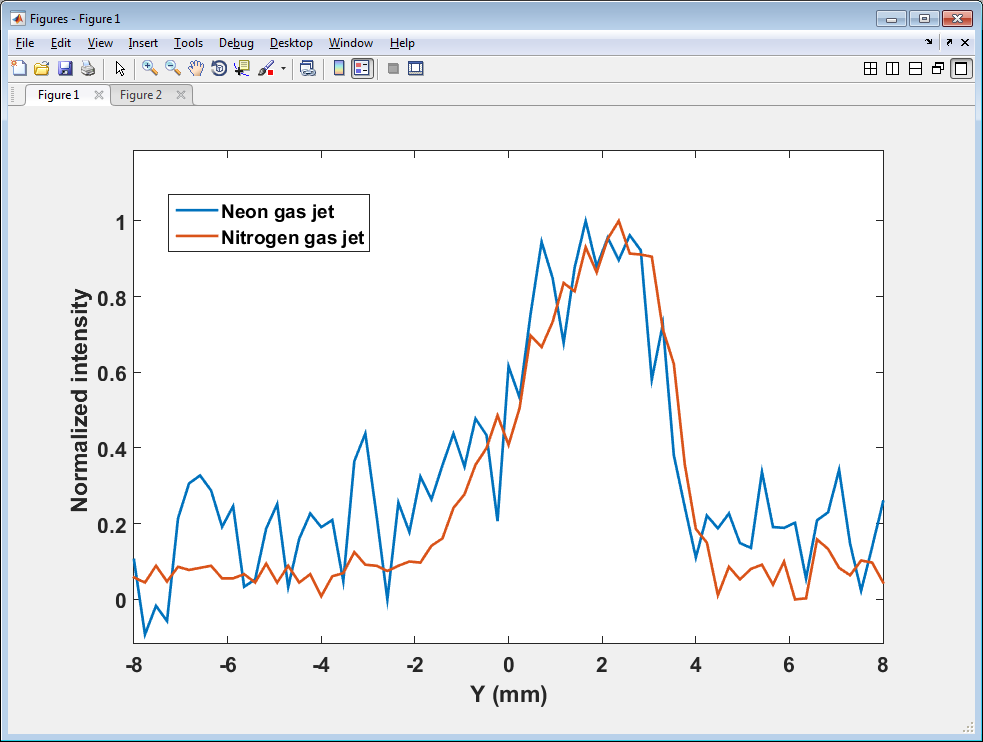 Figures - Figure 1
File Edit View Insert Tools Debug Desktop Window Help
Figure 1 Figure 2
Neon gas jet
Nitrogen gas jet
Normalized intensity
1
0.8
0.6
0.4
0.2
0
-8 -6 -4 -2 0 2 4 6 8
Y (mm)